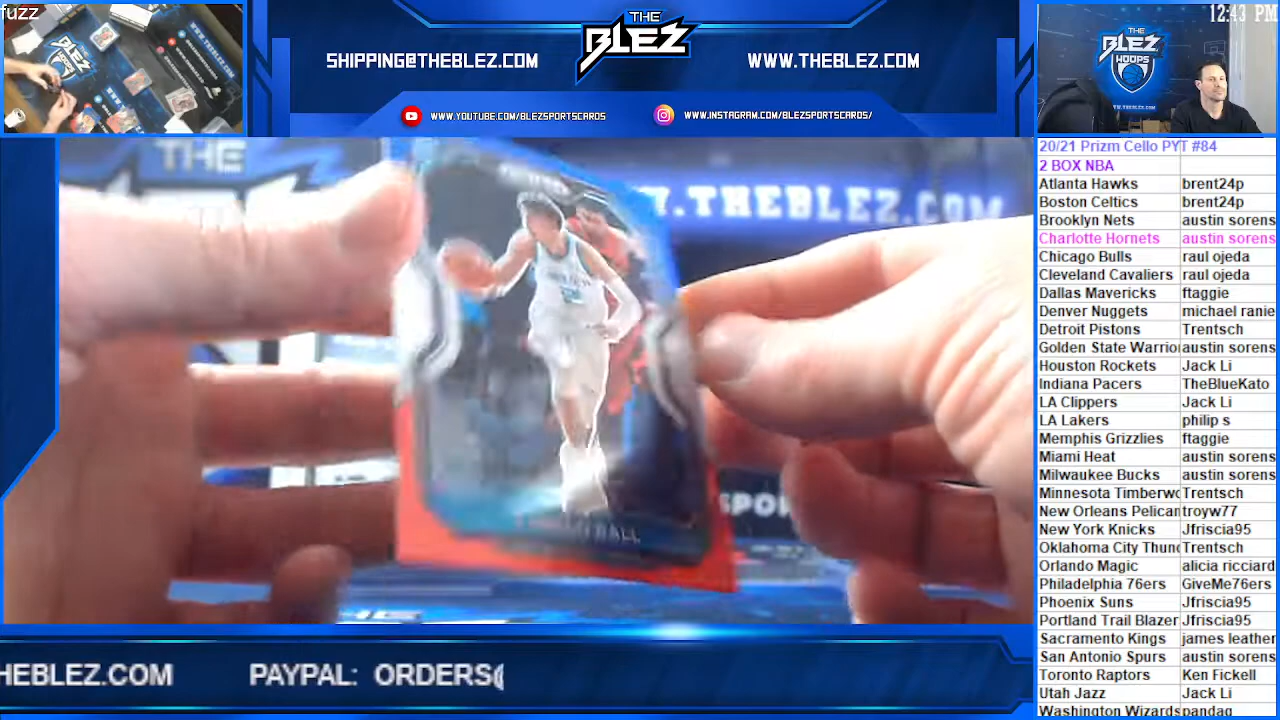 fuzz
SHIPPING@THEBLEZ.COM
THE
BLEZ
WWW.THEBLEZ.COM
WWW.YOUTUBE.COM/BLEZSPORTSCARDS
WWW.INSTAGRAM.COM/BLEZSPORTSCARDS/
12:43 PM
THE
BLEZ
HOOPS
THE
W.THEBLEZ.COM
BALL
SPOR
20/21 Prizm Cello PYT #84
2 BOX NBA
Atlanta Hawks brent24p
Boston Celtics brent24p
Brooklyn Nets austin sorens
Charlotte Hornets austin sorens
Chicago Bulls raul ojeda
Cleveland Cavaliers raul ojeda
Dallas Mavericks ftaggie
Denver Nuggets michael ranie
Detroit Pistons Trentsch
Golden State Warrio austin sorens
Houston Rockets Jack Li
Indiana Pacers TheBlueKato
LA Clippers Jack Li
LA Lakers philip s
Memphis Grizzlies ftaggie
Miami Heat austin sorens
Milwaukee Bucks austin sorens
Minnesota Timberwo Trentsch
New Orleans Pelican troyw77
New York Knicks Jfriscia95
Oklahoma City Thund Trentsch
Orlando Magic alicia ricciard
Philadelphia 76ers GiveMe76ers
Phoenix Suns Jfriscia95
Portland Trail Blazer Jfriscia95
Sacramento Kings james leather
San Antonio Spurs austin sorens
Toronto Raptors Ken Fickell
Utah Jazz Jack Li
Washington Wizards pandaq
HEBLEZ.COM PAYPAL: ORDERS@